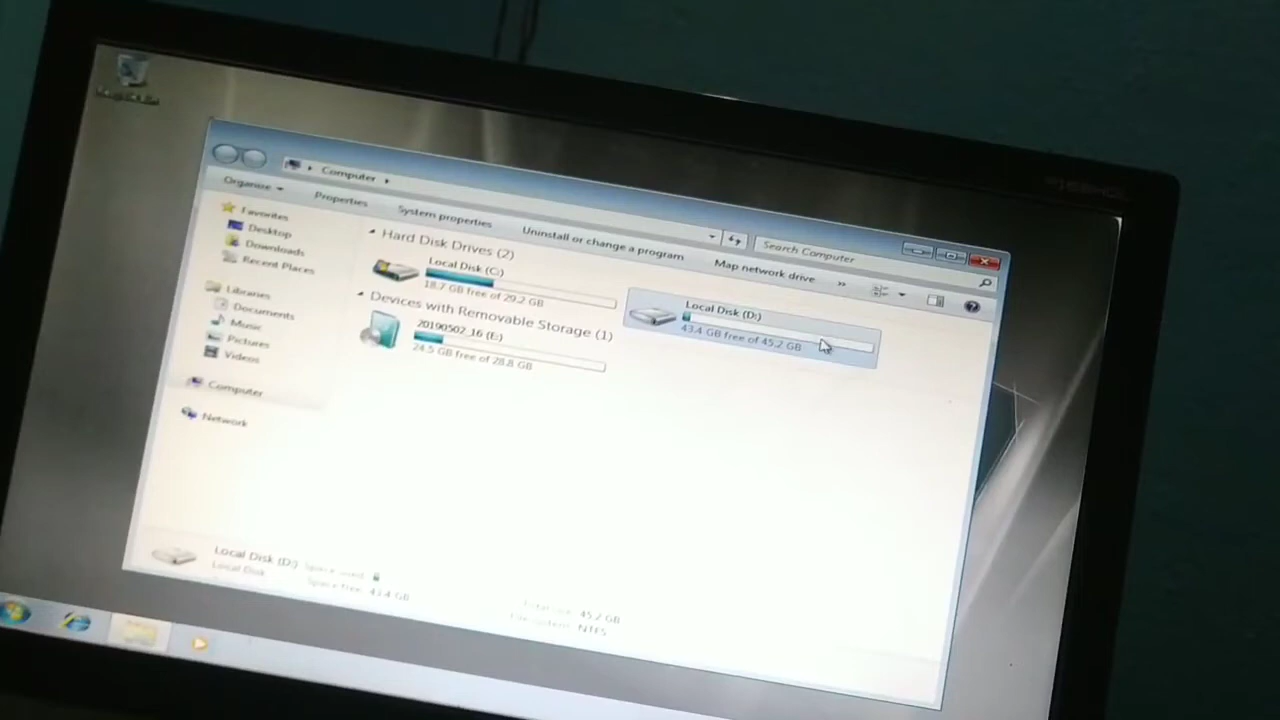 Computer
Search Computer
Organize
Properties
System properties
Uninstall or change a program
Map network drive
»
Favorites
Desktop
Downloads
Recent Places
Libraries
Documents
Music
Pictures
Videos
Computer
Network
Hard Disk Drives (2)
Local Disk (C:)
18.7 GB free of 29.2 GB
Local Disk (D:)
43.4 GB free of 45.2 GB
Devices with Removable Storage (1)
20190502_16 (E:)
24.5 GB free of 28.8 GB
Local Disk (D:) Space used:
Local Disk
Space free: 43.4 GB
Total size: 45.2 GB
File system: NTFS